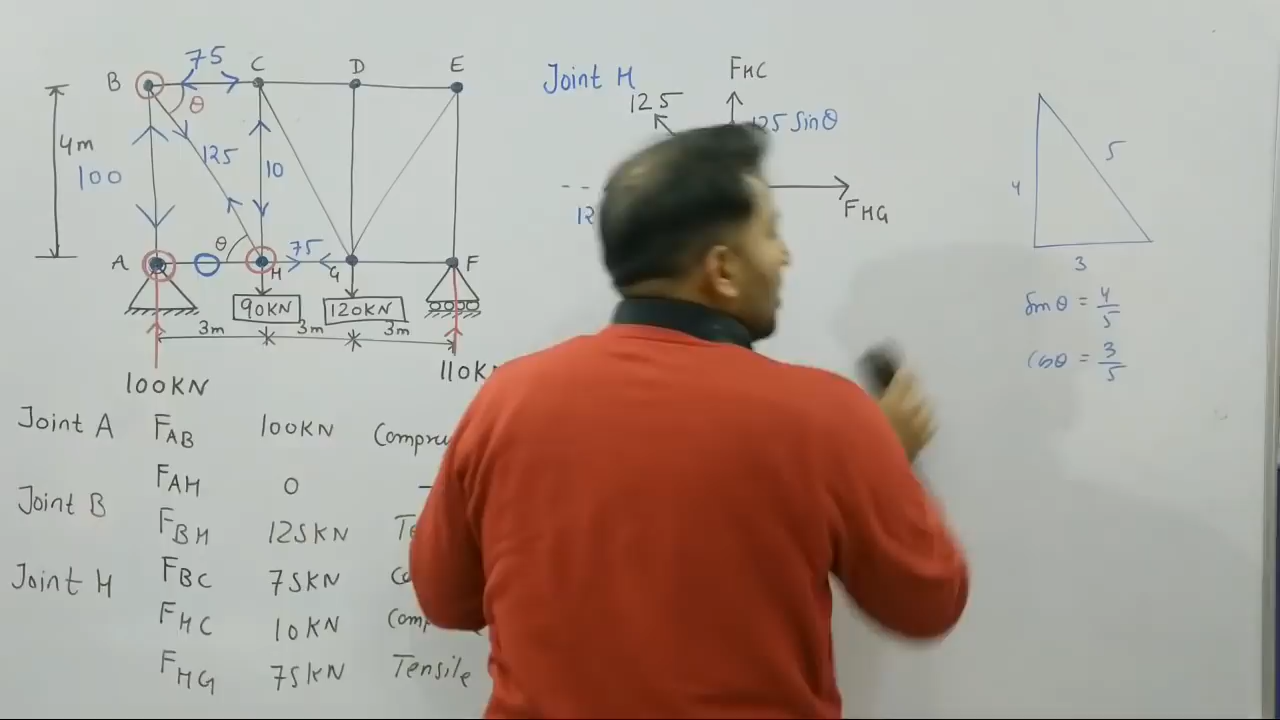 75
B C D E
θ
4m
100
125
10
θ
75
A H G F
90KN 120KN
3m 3m 3m
100KN
Joint A FAB 100KN
FAH 0 -
Joint B
FBH 125KN
Joint H FBC 75KN
FHC 10KN
FHG 75KN Tensile
Joint H
FHC
125
125 Sinθ
FHG
5
4
3
Sinθ = 4/5
Cosθ = 3/5